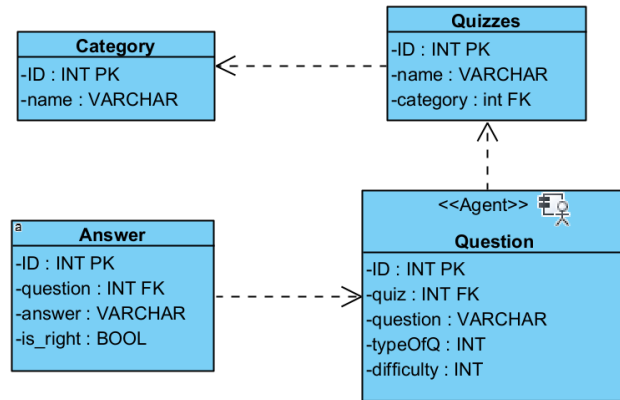 Category
-ID : INT PK
-name : VARCHAR
Quizzes
-ID : INT PK
-name : VARCHAR
-category : int FK
a
Answer
-ID : INT PK
-question : INT FK
-answer : VARCHAR
-is_right : BOOL
<<Agent>>
Question
-ID : INT PK
-quiz : INT FK
-question : VARCHAR
-typeOfQ : INT
-difficulty : INT